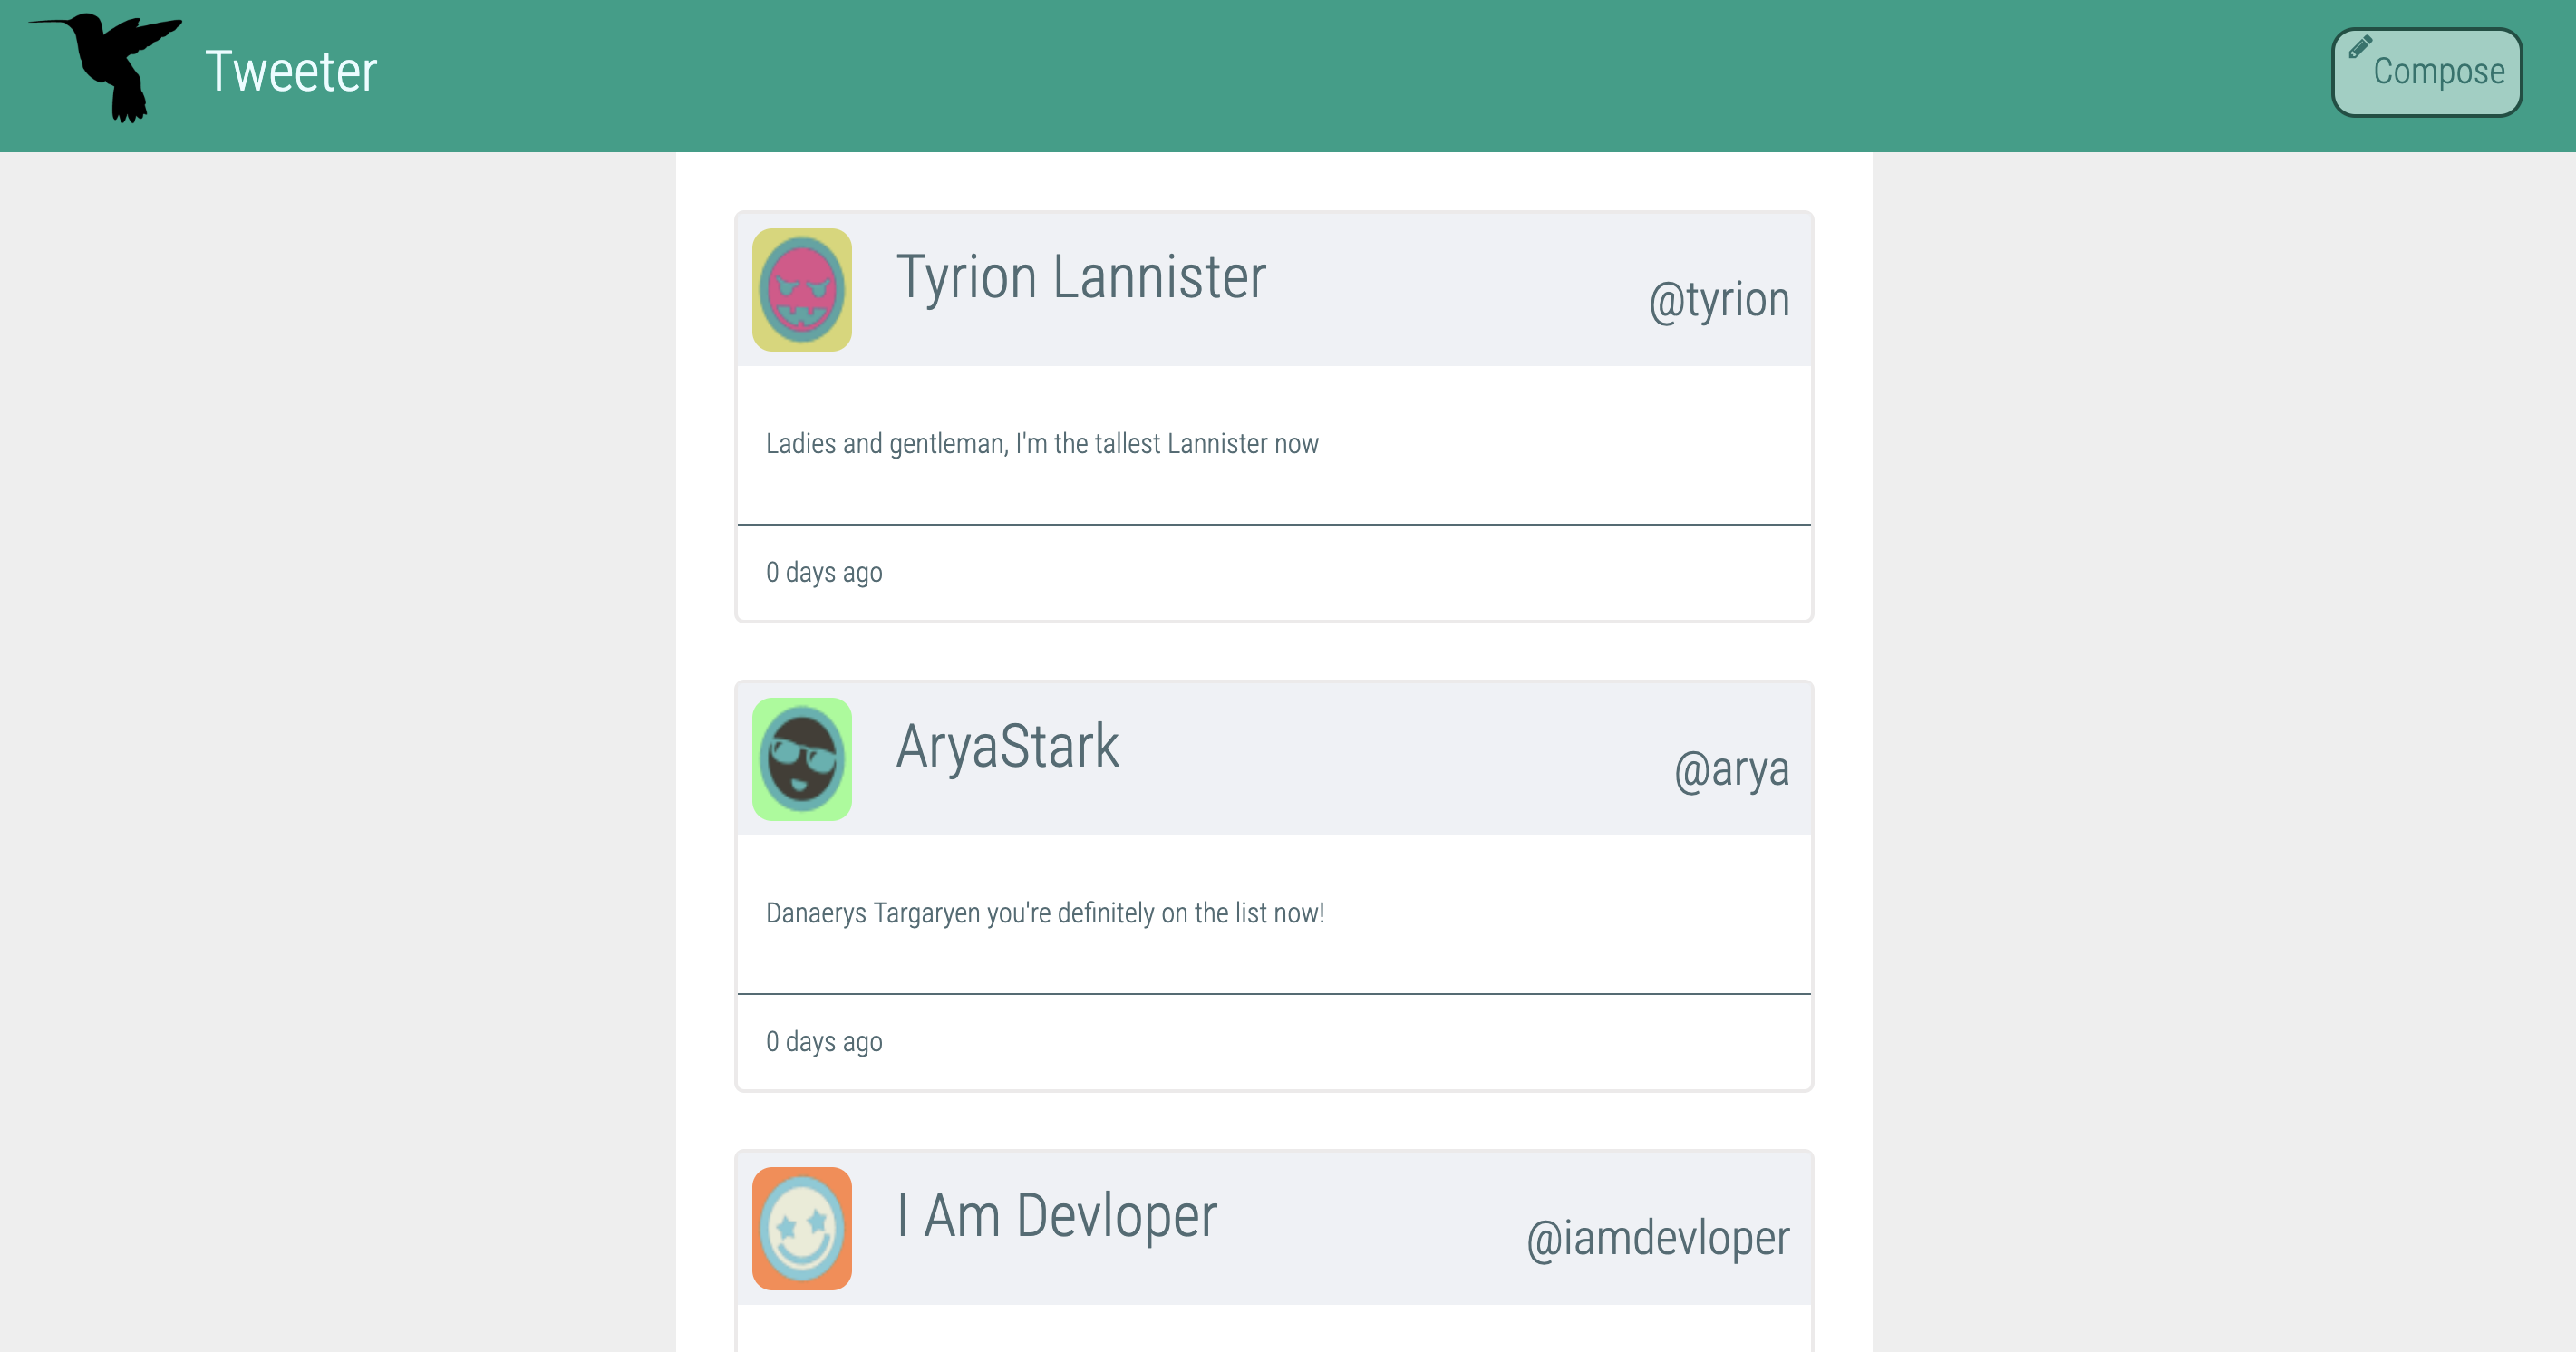 Tweeter
Compose
Tyrion Lannister
@tyrion
Ladies and gentleman, I'm the tallest Lannister now
0 days ago
AryaStark
@arya
Danaerys Targaryen you're definitely on the list now!
0 days ago
I Am Devloper
@iamdevloper